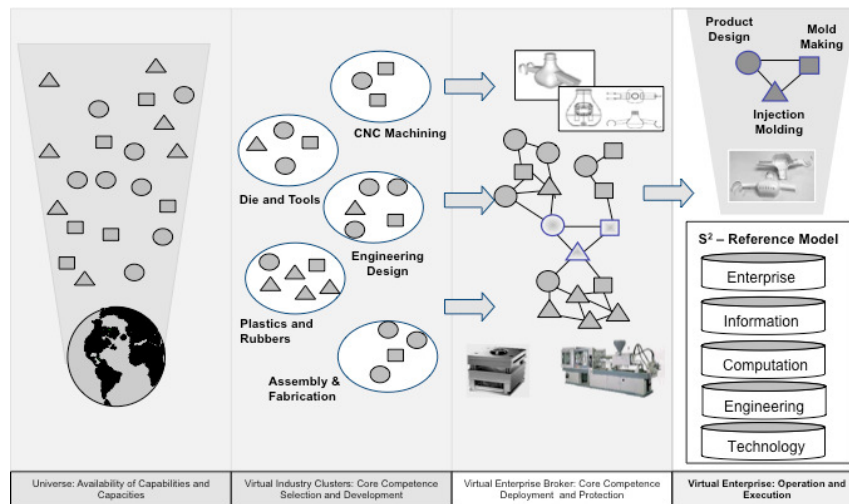 CNC Machining
Die and Tools
Engineering
Design
Plastics and
Rubbers
Assembly &
Fabrication
Product
Design
Mold
Making
Injection
Molding
S² – Reference Model
Enterprise
Information
Computation
Engineering
Technology
Universe: Availability of Capabilities and
Capacities
Virtual Industry Clusters: Core Competence
Selection and Development
Virtual Enterprise Broker: Core Competence
Deployment and Protection
Virtual Enterprise: Operation and
Execution